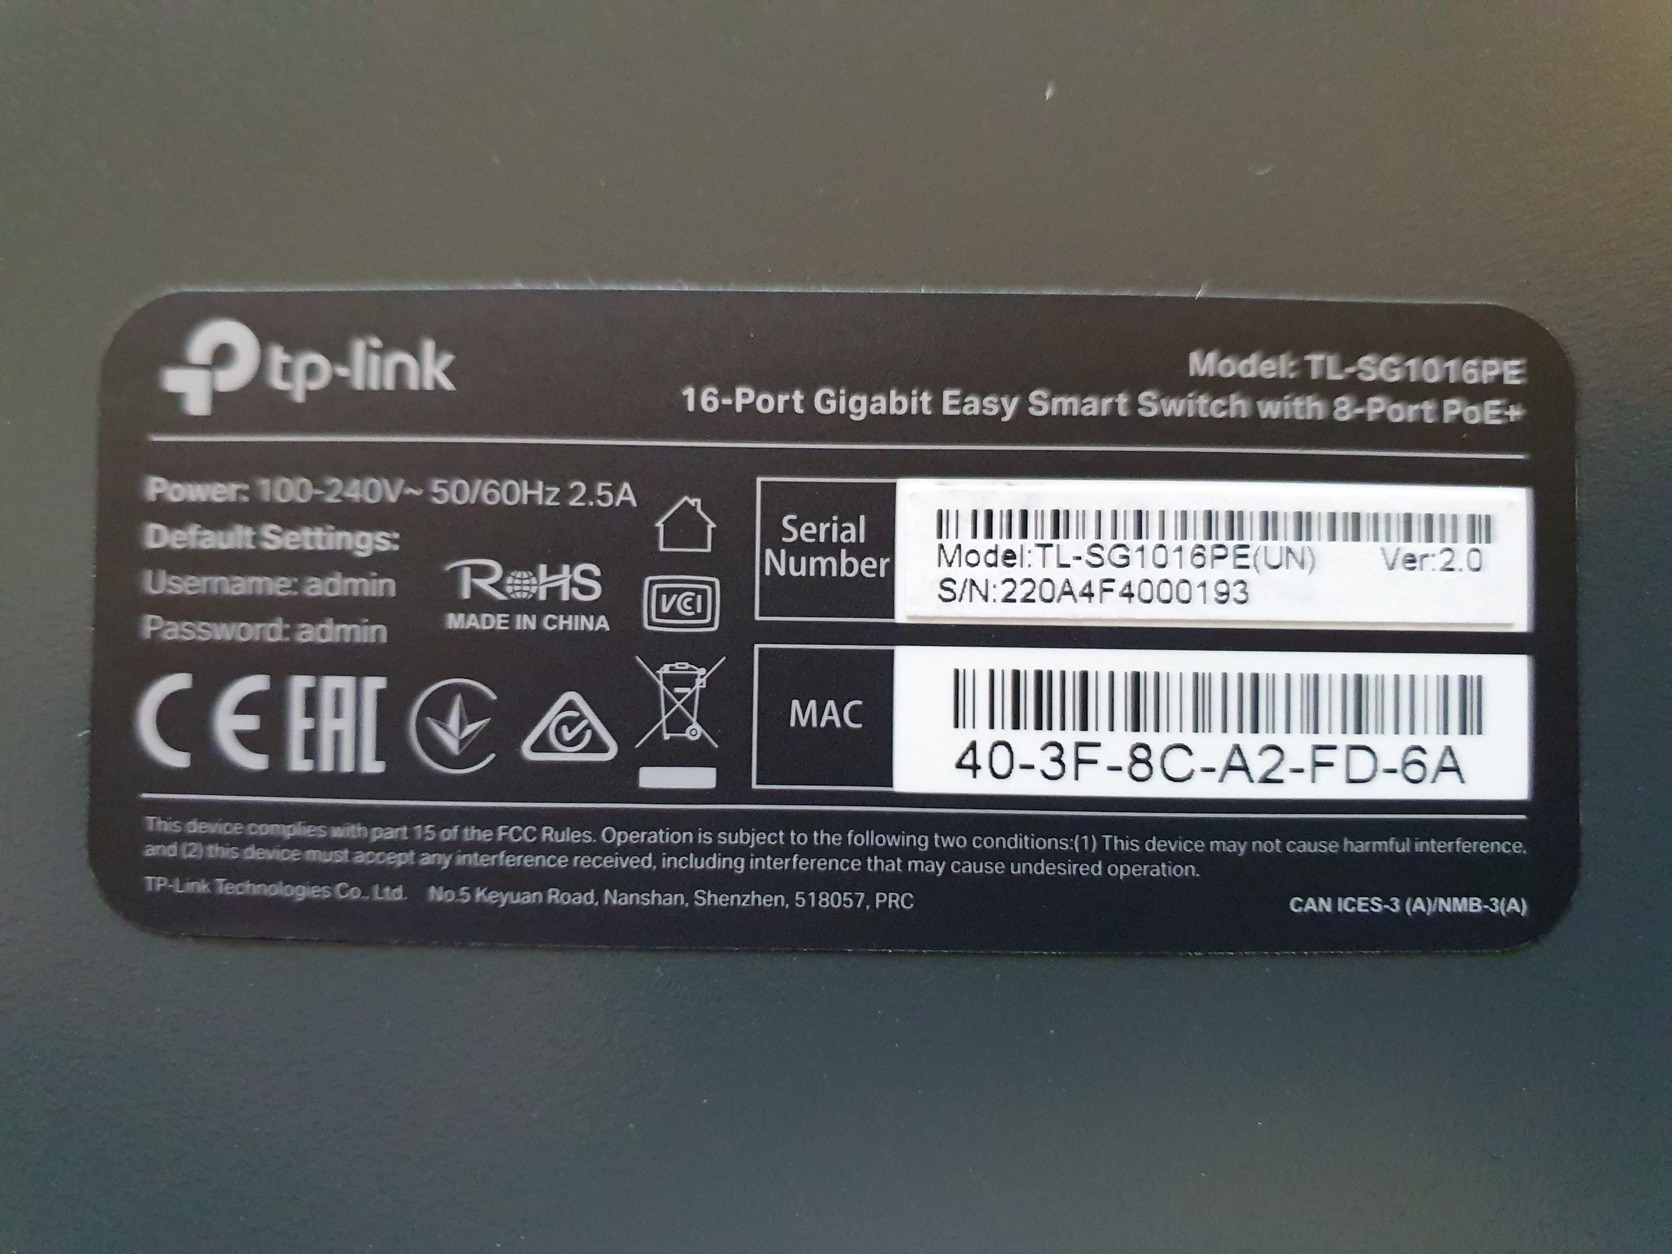 tp-link
Model: TL-SG1016PE
16-Port Gigabit Easy Smart Switch with 8-Port PoE+
Power: 100-240V~ 50/60Hz 2.5A
Default Settings:
Username: admin
Password: admin
RoHS
MADE IN CHINA
VCCI
Serial
Number
Model:TL-SG1016PE(UN) Ver:2.0
S/N:220A4F4000193
CE EAC
MAC
40-3F-8C-A2-FD-6A
This device complies with part 15 of the FCC Rules. Operation is subject to the following two conditions:(1) This device may not cause harmful interference,
and (2) this device must accept any interference received, including interference that may cause undesired operation.
TP-Link Technologies Co., Ltd. No.5 Keyuan Road, Nanshan, Shenzhen, 518057, PRC
CAN ICES-3 (A)/NMB-3(A)